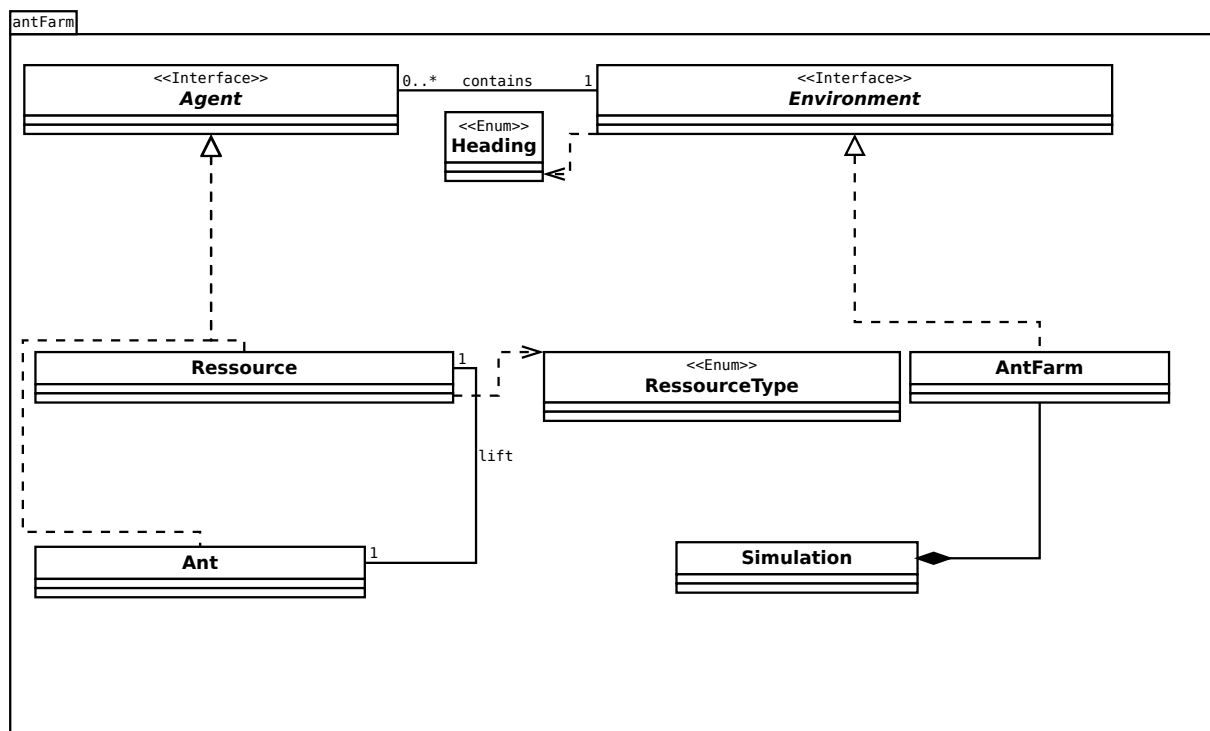 antFarm
<<Interface>>
Agent
0..* contains 1
<<Interface>>
Environment
<<Enum>>
Heading
Ressource
1
<<Enum>>
RessourceType
AntFarm
lift
Ant
1
Simulation